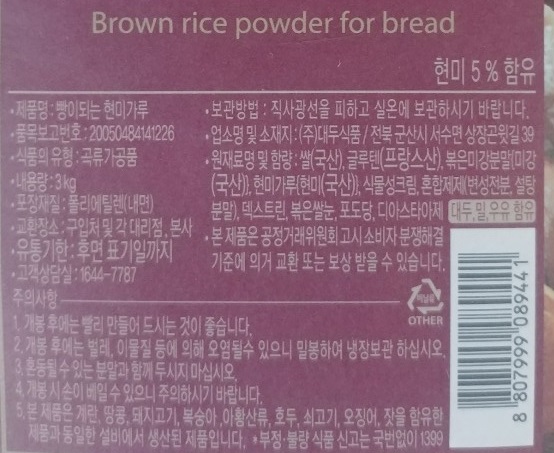 Brown rice powder for bread
현미 5 % 함유
•제품명 : 빵이되는 현미가루
•품목보고번호 : 20050484141226
•식품의 유형 : 곡류가공품
•내용량 : 3kg
•포장재질 : 폴리에틸렌(내면)
•교환장소 : 구입처 및 각 대리점, 본사
•유통기한 : 후면 표기일까지
•고객상담실 : 1644-7787
•보관방법 : 직사광선을 피하고 실온에 보관하시기 바랍니다.
•업소명 및 소재지 : (주)대두식품 / 전북 군산시 서수면 상장곤윗길 39
•원재료명 및 함량 : 쌀(국산), 글루텐(프랑스산), 볶은미강분말{미강
(국산)}, 현미가루{현미(국산)}, 식물성크림, 혼합제제(변성전분, 설탕
분말), 덱스트린, 볶은쌀눈, 포도당, 디아스타아제 대두, 밀, 우유 함유
•본 제품은 공정거래위원회 고시 소비자 분쟁해결
기준에 의거 교환 또는 보상 받을 수 있습니다.
비닐류
OTHER
주의사항
1. 개봉 후에는 빨리 만들어 드시는 것이 좋습니다.
2. 개봉 후에는 벌레, 이물질 등에 의해 오염될수 있으니 밀봉하여 냉장보관 하십시오.
3. 혼동될 수 있는 분말과 함께 두시지 마십시오.
4. 개봉 시 손이 베일 수 있으니 주의하시기 바랍니다.
5. 본 제품은 계란, 땅콩, 돼지고기, 복숭아, 아황산류, 호두, 쇠고기, 오징어, 잣을 함유한
제품과 동일한 설비에서 생산된 제품입니다. •부정·불량 식품 신고는 국번없이 1399
8 807999 089441